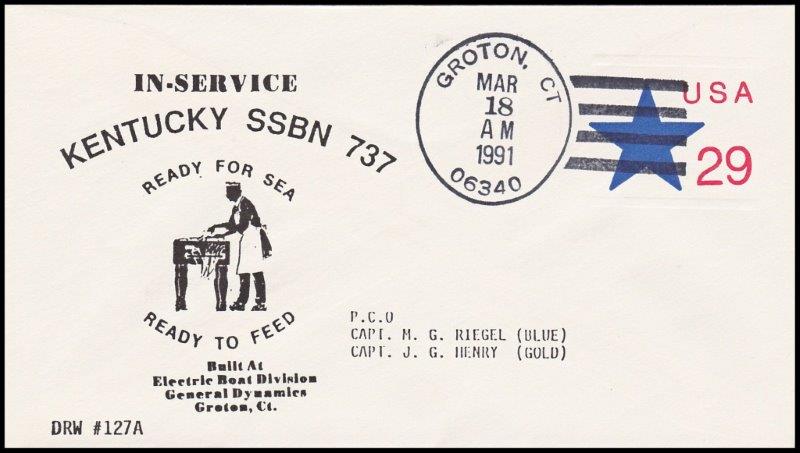 IN-SERVICE
KENTUCKY SSBN 737
READY FOR SEA
READY TO FEED
Built At
Electric Boat Division
General Dynamics
Groton, Ct.
DRW #127A
GROTON, CT
MAR
18
AM
1991
06340
USA
29
P.C.O
CAPT. M. G. RIEGEL (BLUE)
CAPT. J. G. HENRY (GOLD)